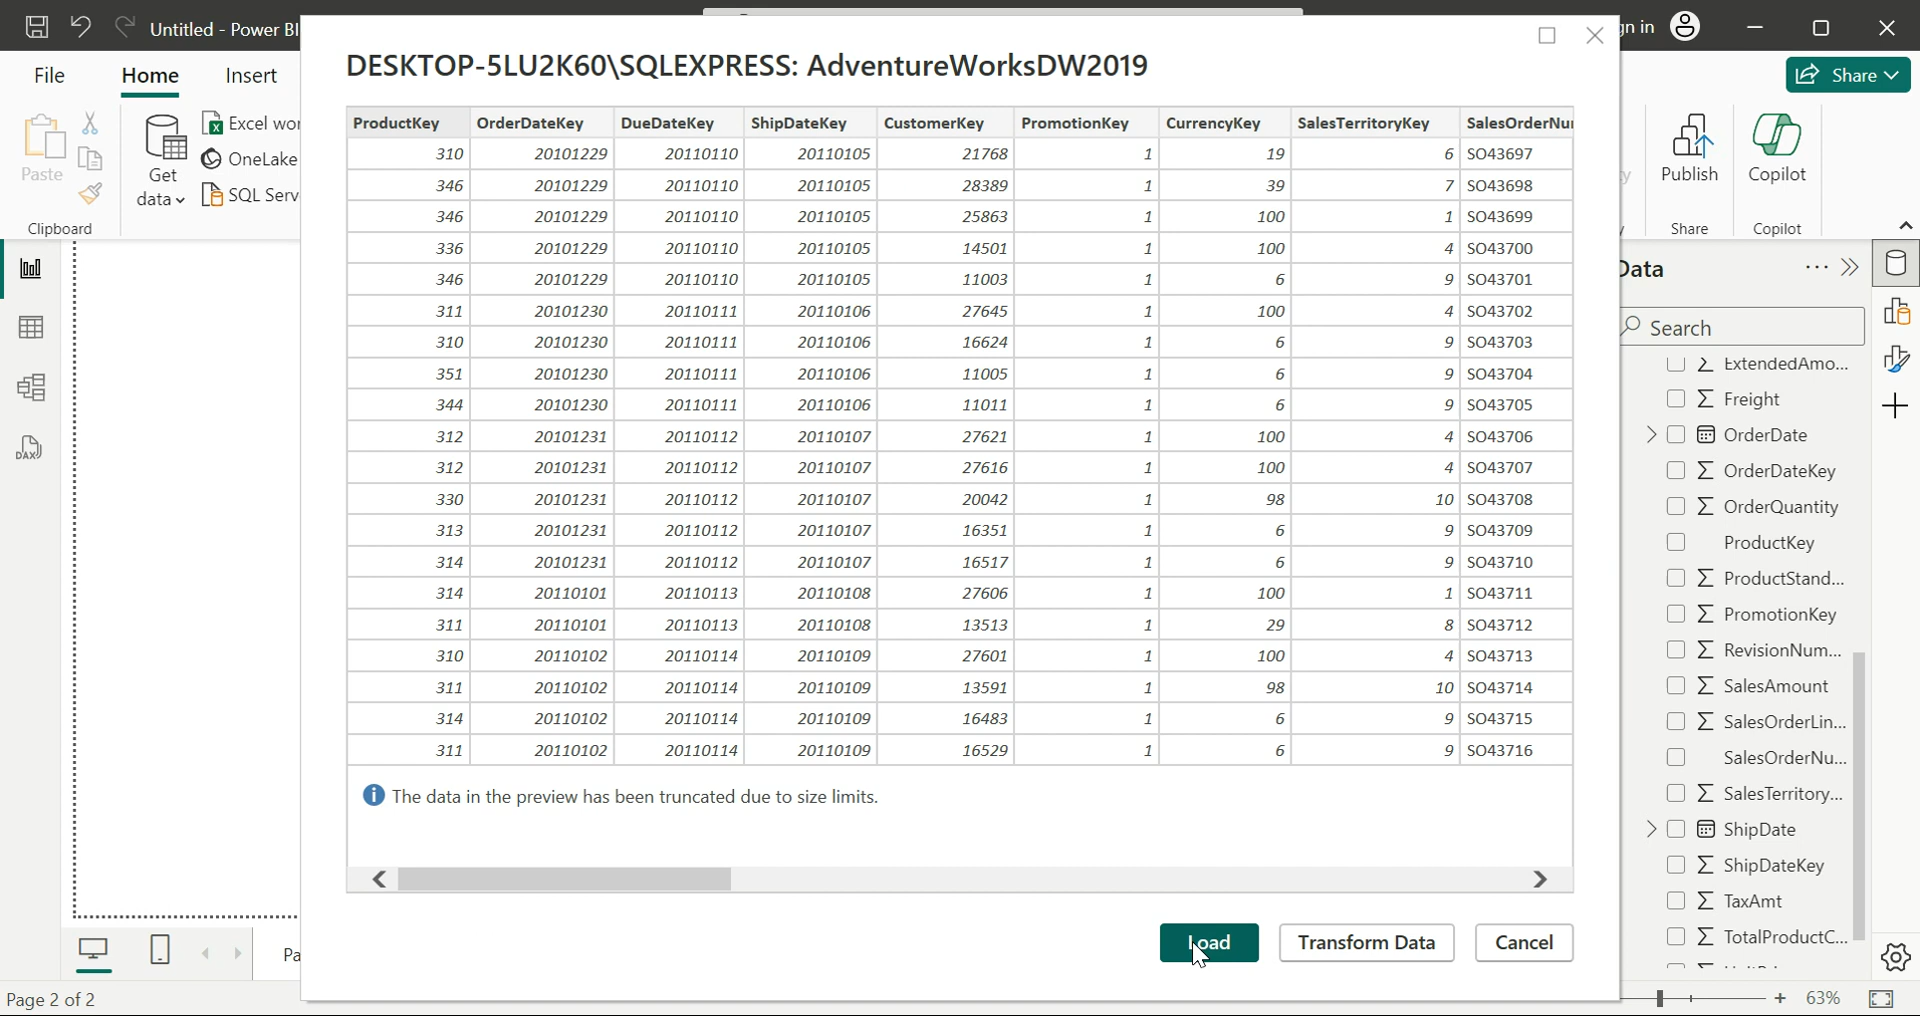 Untitled - Power BI
gn in
File
Home
Insert
Share
Paste
Clipboard
Get
data
Excel wor
OneLake
SQL Serv
Publish
Share
Copilot
Copilot
DAX
DESKTOP-5LU2K60\SQLEXPRESS: AdventureWorksDW2019
ProductKey OrderDateKey DueDateKey ShipDateKey CustomerKey PromotionKey CurrencyKey SalesTerritoryKey SalesOrderNu
310 20101229 20110110 20110105 21768 1 19 6 SO43697
346 20101229 20110110 20110105 28389 1 39 7 SO43698
346 20101229 20110110 20110105 25863 1 100 1 SO43699
336 20101229 20110110 20110105 14501 1 100 4 SO43700
346 20101229 20110110 20110105 11003 1 6 9 SO43701
311 20101230 20110111 20110106 27645 1 100 4 SO43702
310 20101230 20110111 20110106 16624 1 6 9 SO43703
351 20101230 20110111 20110106 11005 1 6 9 SO43704
344 20101230 20110111 20110106 11011 1 6 9 SO43705
312 20101231 20110112 20110107 27621 1 100 4 SO43706
312 20101231 20110112 20110107 27616 1 100 4 SO43707
330 20101231 20110112 20110107 20042 1 98 10 SO43708
313 20101231 20110112 20110107 16351 1 6 9 SO43709
314 20101231 20110112 20110107 16517 1 6 9 SO43710
314 20110101 20110113 20110108 27606 1 100 1 SO43711
311 20110101 20110113 20110108 13513 1 29 8 SO43712
310 20110102 20110114 20110109 27601 1 100 4 SO43713
311 20110102 20110114 20110109 13591 1 98 10 SO43714
314 20110102 20110114 20110109 16483 1 6 9 SO43715
311 20110102 20110114 20110109 16529 1 6 9 SO43716
The data in the preview has been truncated due to size limits.
Load
Transform Data
Cancel
Data
Search
Σ ExtendedAmo...
Σ Freight
OrderDate
Σ OrderDateKey
Σ OrderQuantity
ProductKey
Σ ProductStand...
Σ PromotionKey
Σ RevisionNum...
Σ SalesAmount
Σ SalesOrderLin...
SalesOrderNu...
Σ SalesTerritory...
ShipDate
Σ ShipDateKey
Σ TaxAmt
Σ TotalProductC...
Pa
Page 2 of 2
63%